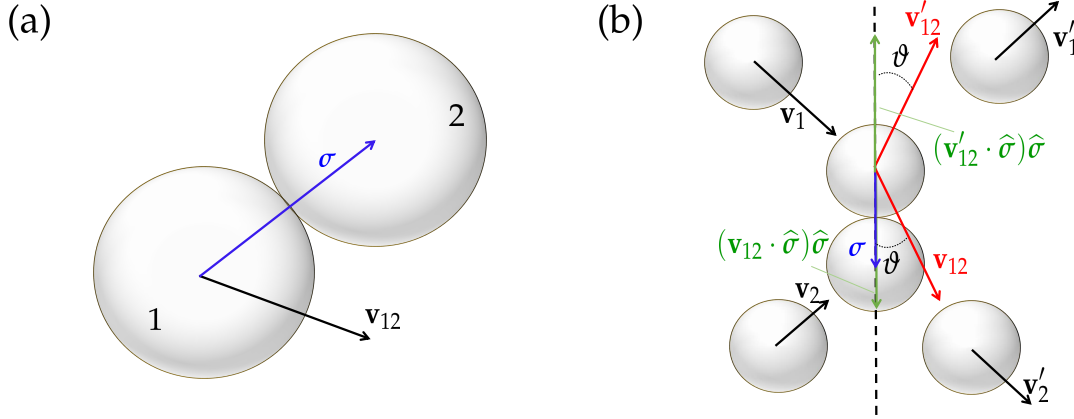 (a)
2
σ
1
v₁₂
(b)
v′₁₂
ϑ
v′₁
v₁
(v′₁₂ · σ̂)σ̂
(v₁₂ · σ̂)σ̂
σ
ϑ
v₁₂
v₂
v′₂